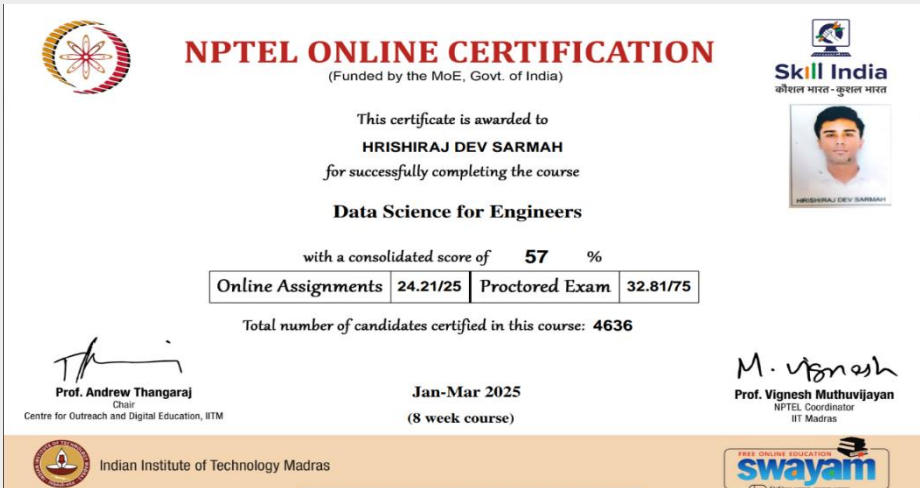 NPTEL ONLINE CERTIFICATION
(Funded by the MoE, Govt. of India)
Skill India
कौशल भारत - कुशल भारत
This certificate is awarded to
HRISHIRAJ DEV SARMAH
for successfully completing the course
HRISHIRAJ DEV SARMAH
Data Science for Engineers
with a consolidated score of 57 %
Online Assignments 24.21/25 Proctored Exam 32.81/75
Total number of candidates certified in this course: 4636
M. Vignesh
Prof. Andrew Thangaraj
Chair
Centre for Outreach and Digital Education, IITM
Jan-Mar 2025
(8 week course)
Prof. Vignesh Muthuvijayan
NPTEL Coordinator
IIT Madras
Indian Institute of Technology Madras
FREE ONLINE EDUCATION
swayam